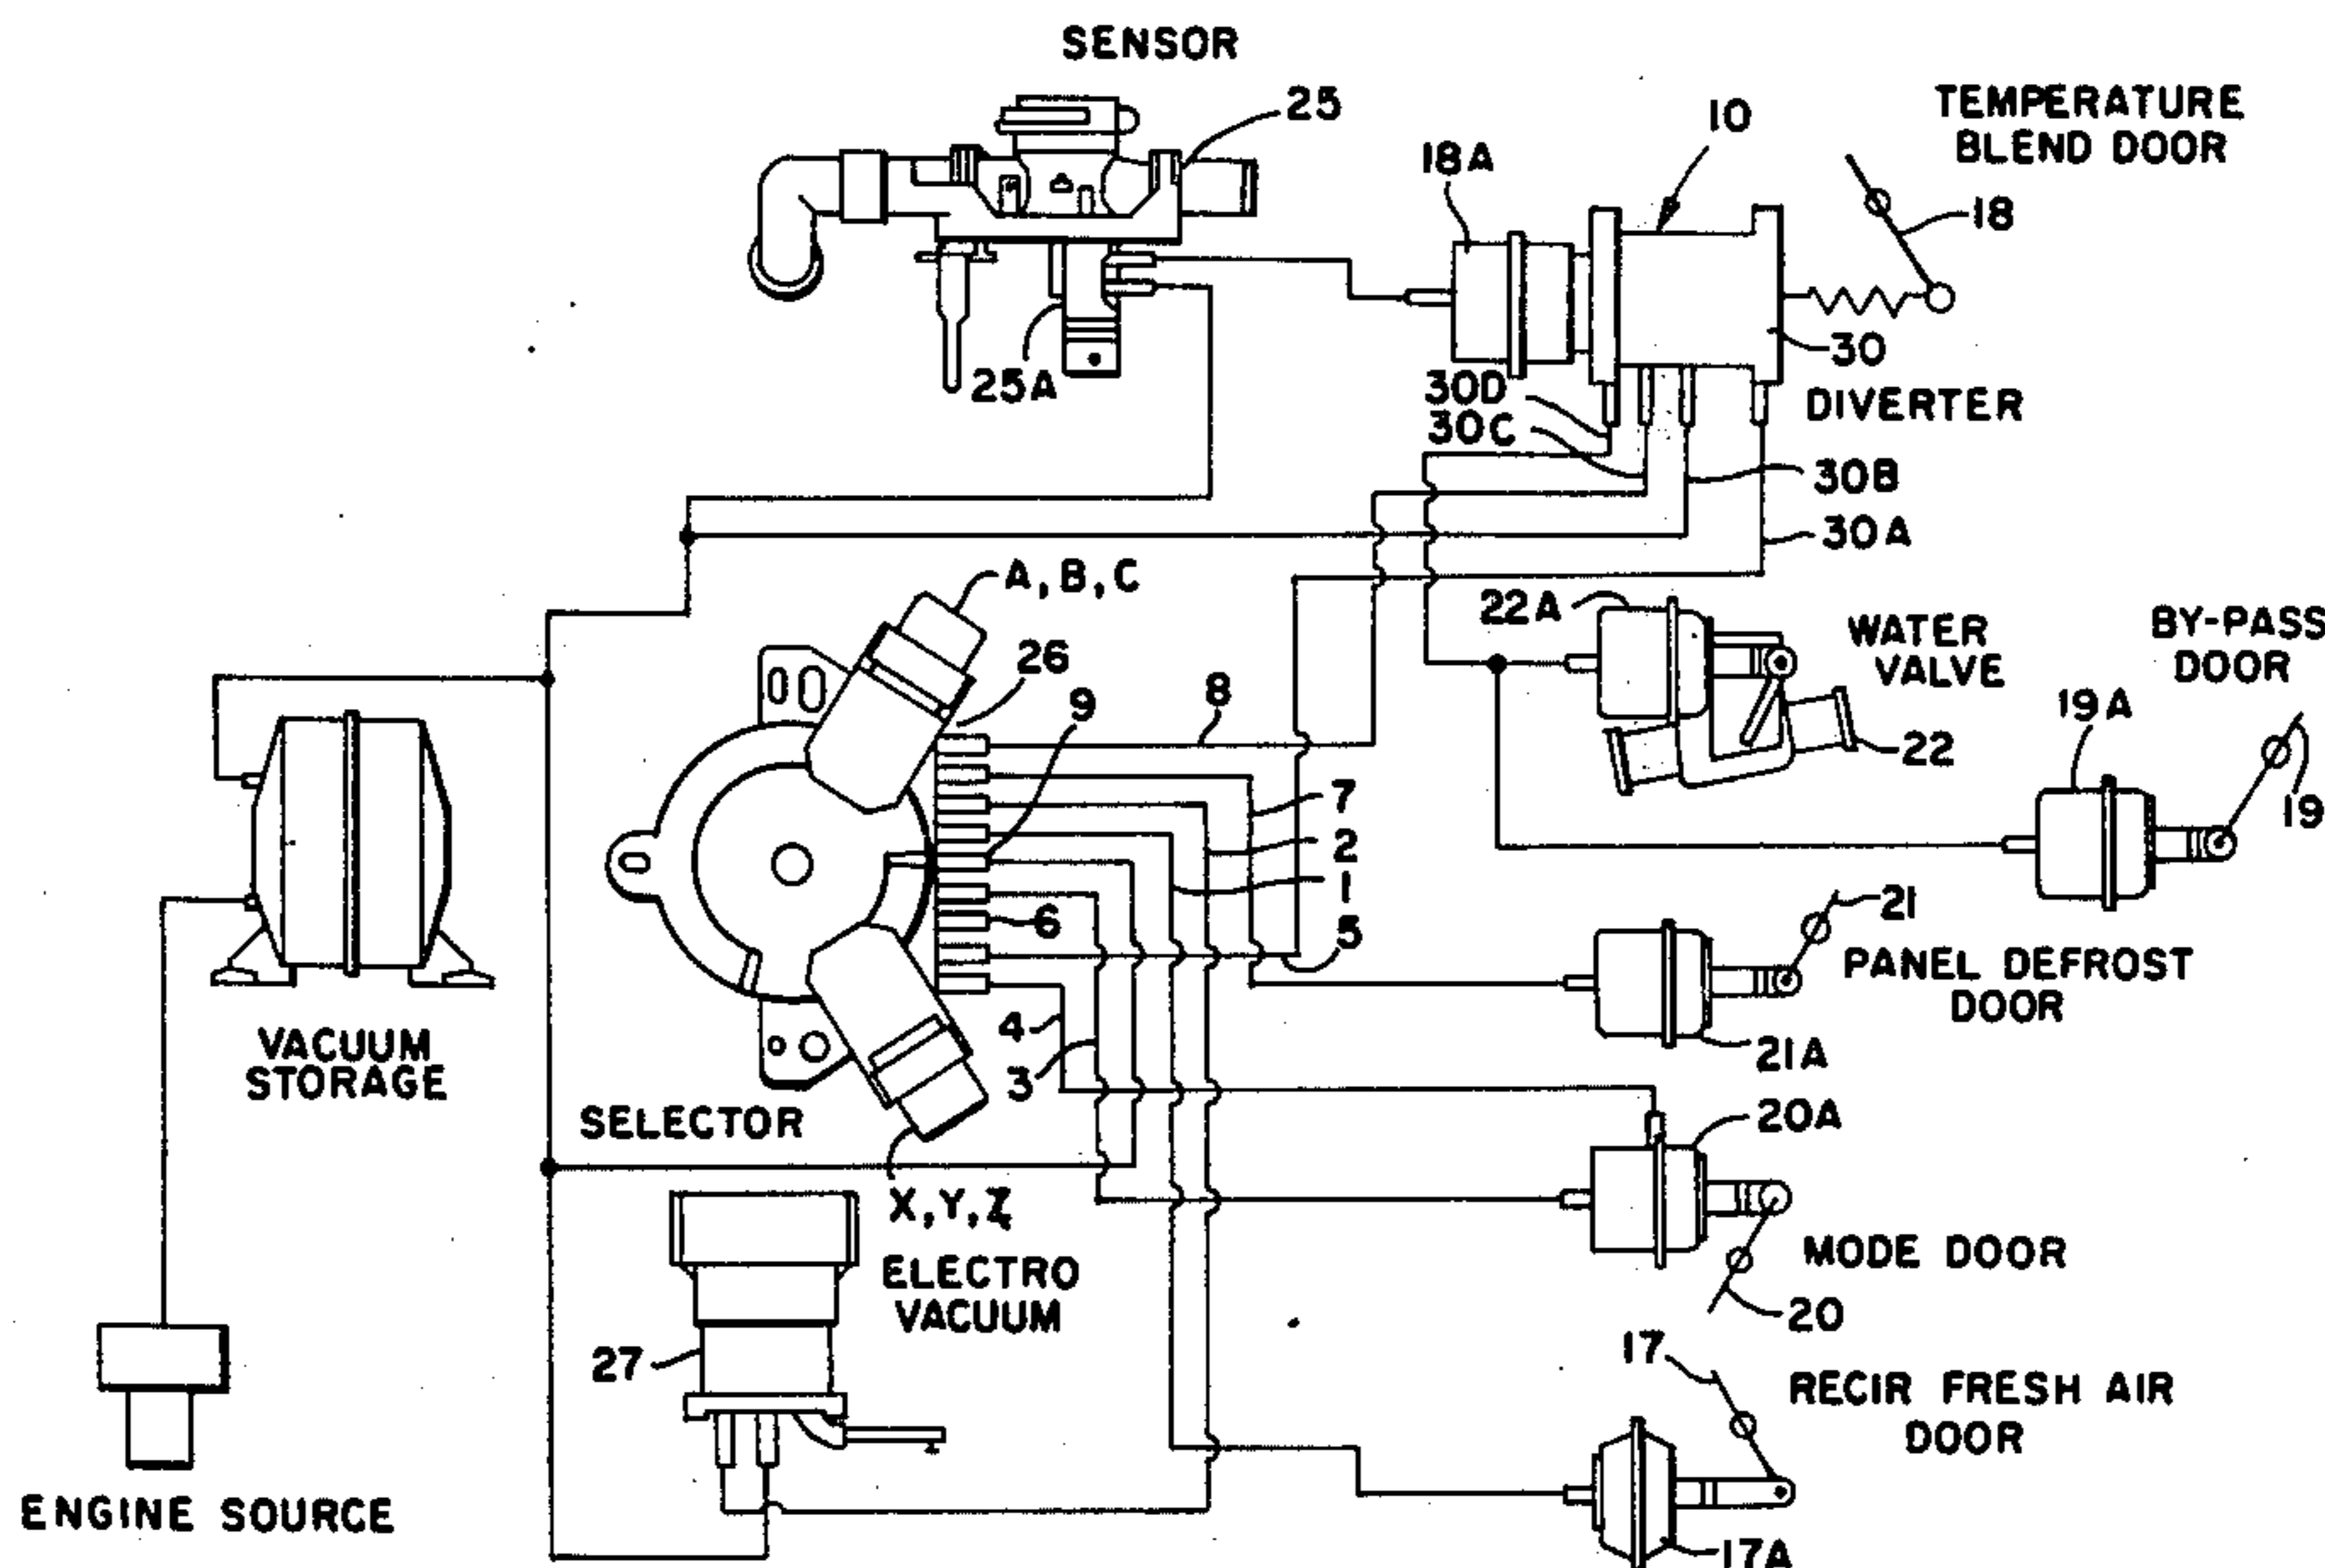 SENSOR
25
25A
18A
10
TEMPERATURE
BLEND DOOR
18
30
DIVERTER
30D
30C
30B
30A
A, B, C
26
9
8
22A
WATER
VALVE
22
BY-PASS
DOOR
19A
19
7
2
1
6
5
21
PANEL DEFROST
DOOR
21A
4
3
VACUUM
STORAGE
SELECTOR
X, Y, Z
20A
MODE DOOR
20
ELECTRO
VACUUM
27
17
RECIR FRESH AIR
DOOR
17A
ENGINE SOURCE